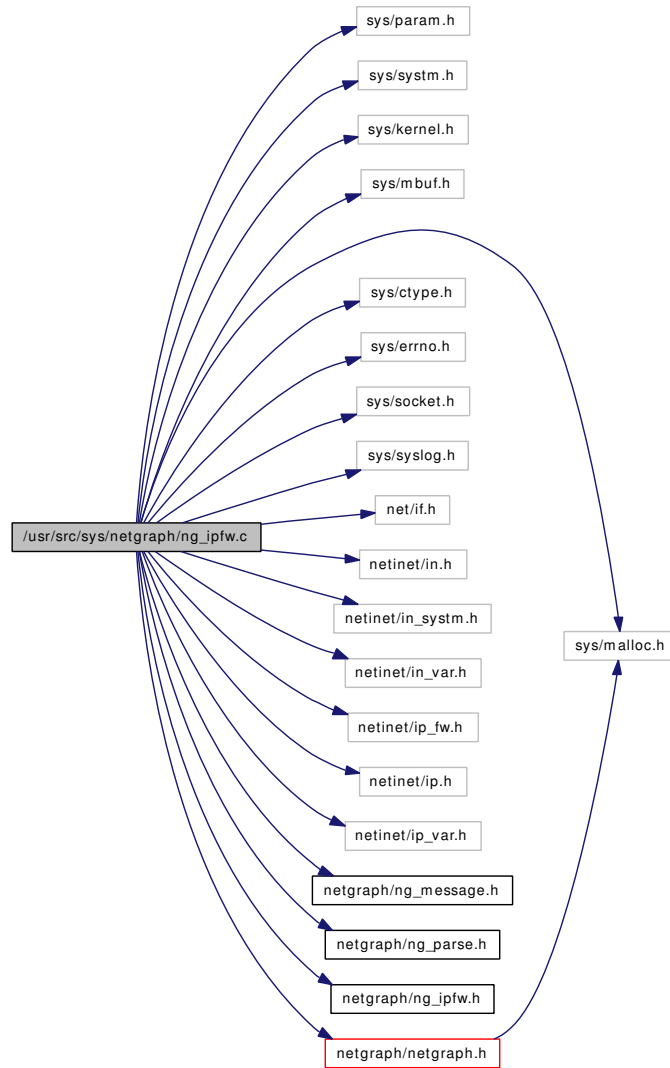 sys/param.h
sys/systm.h
sys/kernel.h
sys/mbuf.h
sys/ctype.h
sys/errno.h
sys/socket.h
sys/syslog.h
net/if.h
/usr/src/sys/netgraph/ng_ipfw.c
netinet/in.h
netinet/in_systm.h
sys/malloc.h
netinet/in_var.h
netinet/ip_fw.h
netinet/ip.h
netinet/ip_var.h
netgraph/ng_message.h
netgraph/ng_parse.h
netgraph/ng_ipfw.h
netgraph/netgraph.h